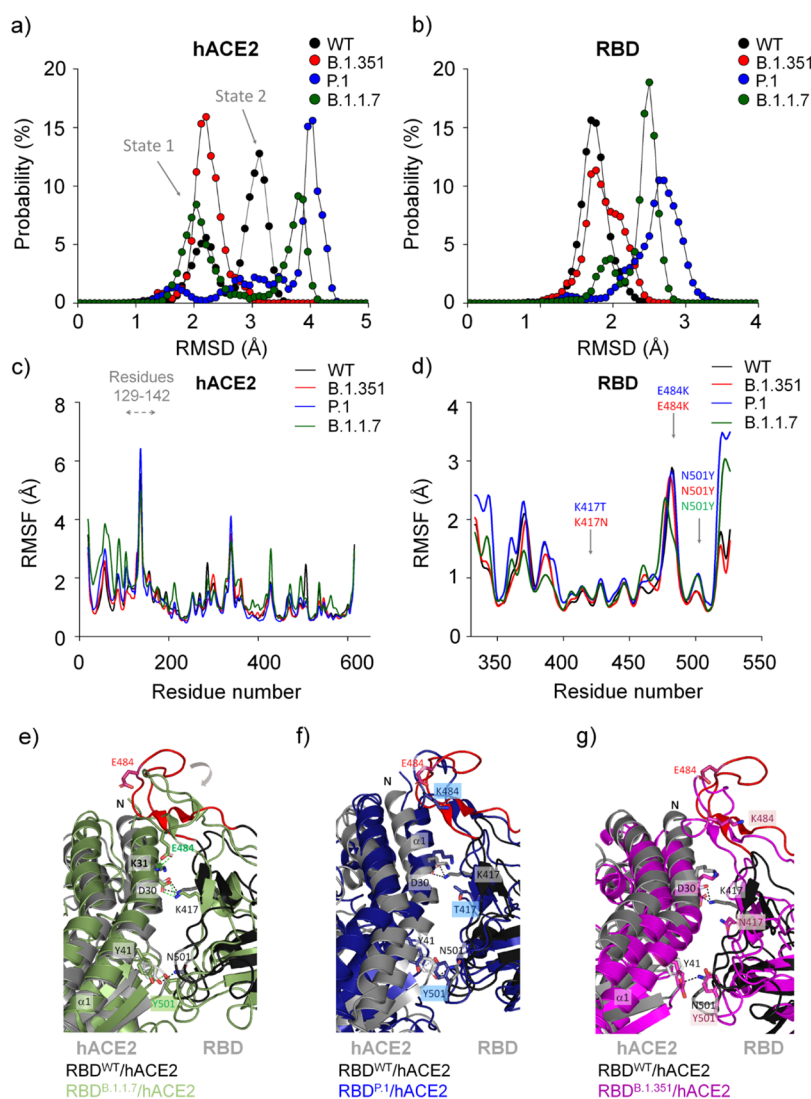 a)
hACE2
WT
B.1.351
P.1
B.1.1.7
State 1
State 2
Probability (%)
20
15
10
5
0
0 1 2 3 4 5
RMSD (Å)
b)
RBD
WT
B.1.351
P.1
B.1.1.7
Probability (%)
20
15
10
5
0
0 1 2 3 4
RMSD (Å)
c)
hACE2
Residues
129-142
WT
B.1.351
P.1
B.1.1.7
RMSF (Å)
8
6
4
2
0
0 200 400 600
Residue number
d)
RBD
WT
B.1.351
P.1
B.1.1.7
E484K
E484K
K417T
K417N
N501Y
N501Y
N501Y
RMSF (Å)
4
3
2
1
0
350 400 450 500 550
Residue number
e)
E484
N
K31
E484
D30
K417
Y41
N501
Y501
α1
hACE2 RBD
RBD^WT/hACE2
RBD^B.1.1.7/hACE2
f)
E484
N
K484
α1
D30
K417
T417
Y41
N501
Y501
hACE2 RBD
RBD^WT/hACE2
RBD^P.1/hACE2
g)
E484
N
K484
D30
K417
N417
Y41
α1
N501
Y501
hACE2 RBD
RBD^WT/hACE2
RBD^B.1.351/hACE2